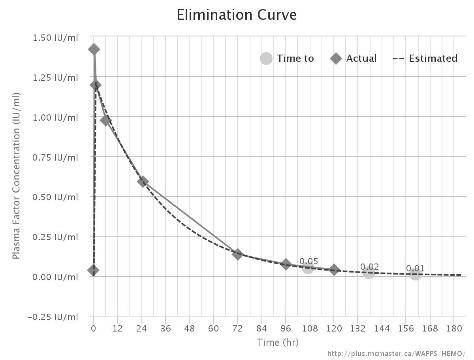 Elimination Curve
Time to
Actual
Estimated
Plasma Factor Concentration (IU/ml)
1.50 IU/ml
1.25 IU/ml
1.00 IU/ml
0.75 IU/ml
0.50 IU/ml
0.25 IU/ml
0.00 IU/ml
−0.25 IU/ml
0.05
0.02
0.01
0 12 24 36 48 60 72 84 96 108 120 132 144 156 168 180
Time (hr)
http://plus.mcmaster.ca/WAPPS-HEMO/